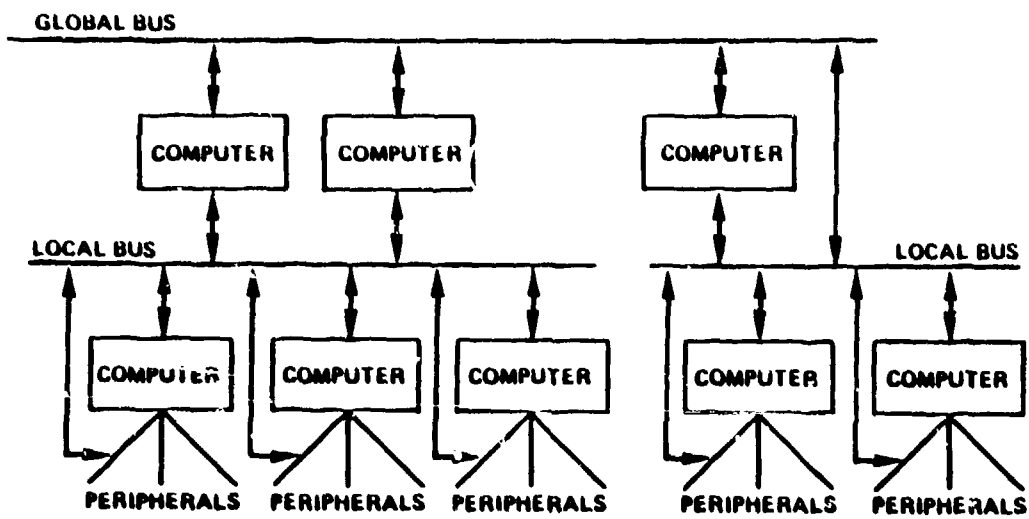 GLOBAL BUS
COMPUTER COMPUTER COMPUTER
LOCAL BUS LOCAL BUS
COMPUTER COMPUTER COMPUTER COMPUTER COMPUTER
PERIPHERALS PERIPHERALS PERIPHERALS PERIPHERALS PERIPHERALS